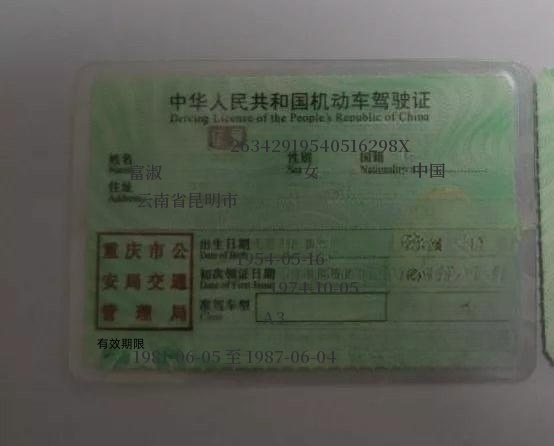 中华人民共和国机动车驾驶证
Driving License of the People's Republic of China
证号 26342919540516298X
姓名 富淑 性别 女 国籍 中国
Name Sex Nationality
住址 云南省昆明市
Address
出生日期 1954-05-16
Date of Birth
初次领证日期 1974-10-05
Date of First Issue
准驾车型 A3
Class
重庆市公
安局交通
管理局
有效期限
1981-06-05 至 1987-06-04